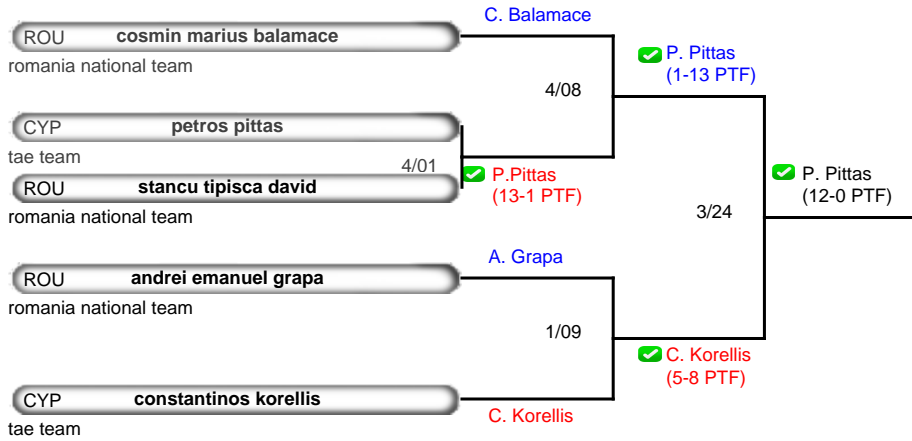 C. Balamace
ROU cosmin marius balamace
romania national team
P. Pittas
(1-13 PTF)
4/08
CYP petros pittas
tae team
4/01
P.Pittas
(13-1 PTF)
ROU stancu tipisca david
romania national team
P. Pittas
(12-0 PTF)
3/24
A. Grapa
ROU andrei emanuel grapa
romania national team
1/09
C. Korellis
(5-8 PTF)
CYP constantinos korellis
tae team
C. Korellis